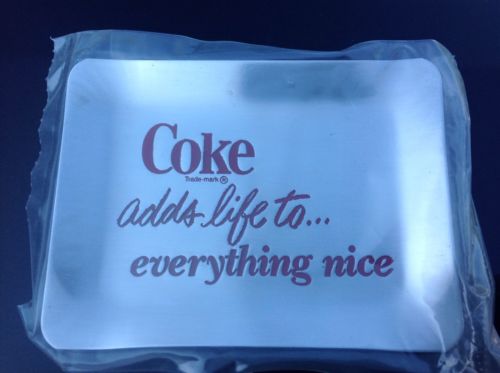 Coke
Trade-mark ®
adds life to...
everything nice